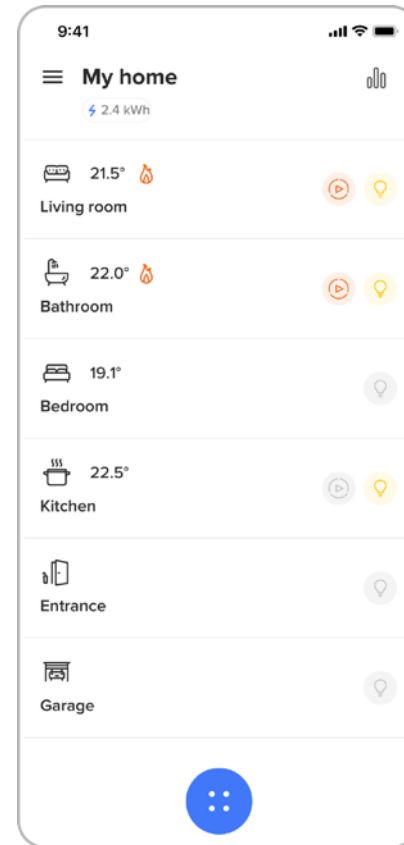 9:41
My home
2.4 kWh
21.5°
Living room
22.0°
Bathroom
19.1°
Bedroom
22.5°
Kitchen
Entrance
Garage